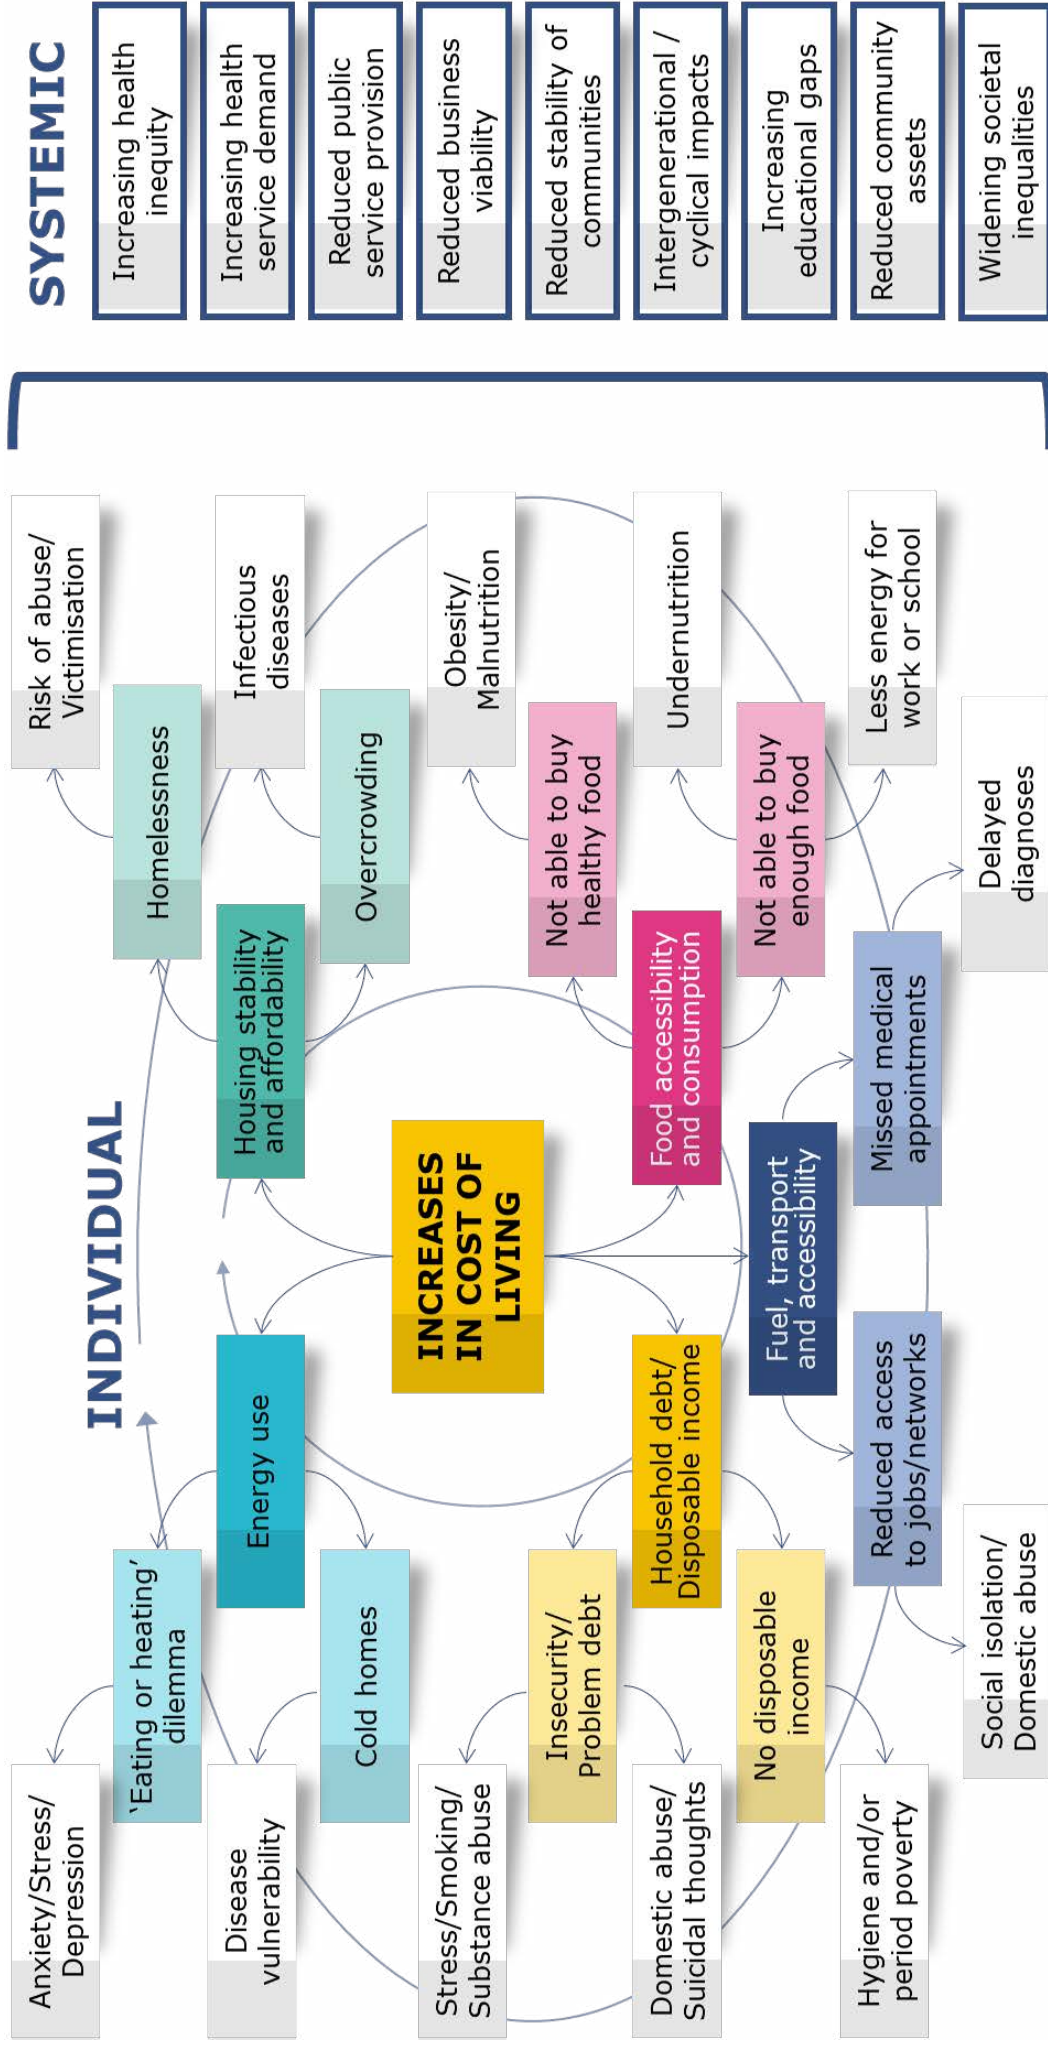 INDIVIDUAL
Anxiety/Stress/
Depression
'Eating or heating'
dilemma
Disease
vulnerability
Energy use
Cold homes
Risk of abuse/
Victimisation
Homelessness
Housing stability
and affordability
Infectious
diseases
Overcrowding
INCREASES
IN COST OF
LIVING
Stress/Smoking/
Substance abuse
Insecurity/
Problem debt
Household debt/
Disposable income
Domestic abuse/
Suicidal thoughts
No disposable
income
Hygiene and/or
period poverty
Obesity/
Malnutrition
Not able to buy
healthy food
Food accessibility
and consumption
Undernutrition
Not able to buy
enough food
Less energy for
work or school
Fuel, transport
and accessibility
Reduced access
to jobs/networks
Missed medical
appointments
Social isolation/
Domestic abuse
Delayed
diagnoses
SYSTEMIC
Increasing health
inequity
Increasing health
service demand
Reduced public
service provision
Reduced business
viability
Reduced stability of
communities
Intergenerational /
cyclical impacts
Increasing
educational gaps
Reduced community
assets
Widening societal
inequalities